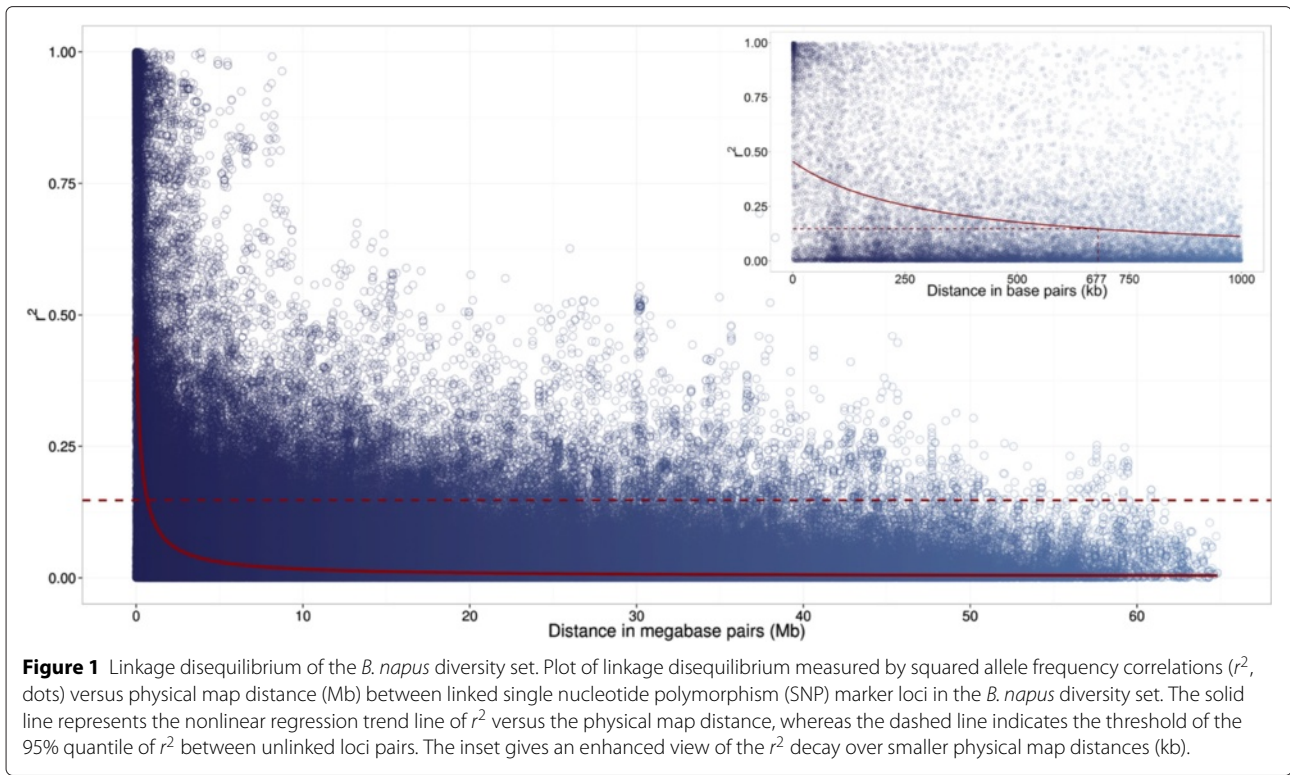 1.00
0.75
0.50
0.25
0.00
r²
0 10 20 30 40 50 60
Distance in megabase pairs (Mb)
1.00
0.75
0.50
0.25
0.00
r²
0 250 500 677 750 1000
Distance in base pairs (kb)
Figure 1 Linkage disequilibrium of the B. napus diversity set. Plot of linkage disequilibrium measured by squared allele frequency correlations (r²,
dots) versus physical map distance (Mb) between linked single nucleotide polymorphism (SNP) marker loci in the B. napus diversity set. The solid
line represents the nonlinear regression trend line of r² versus the physical map distance, whereas the dashed line indicates the threshold of the
95% quantile of r² between unlinked loci pairs. The inset gives an enhanced view of the r² decay over smaller physical map distances (kb).